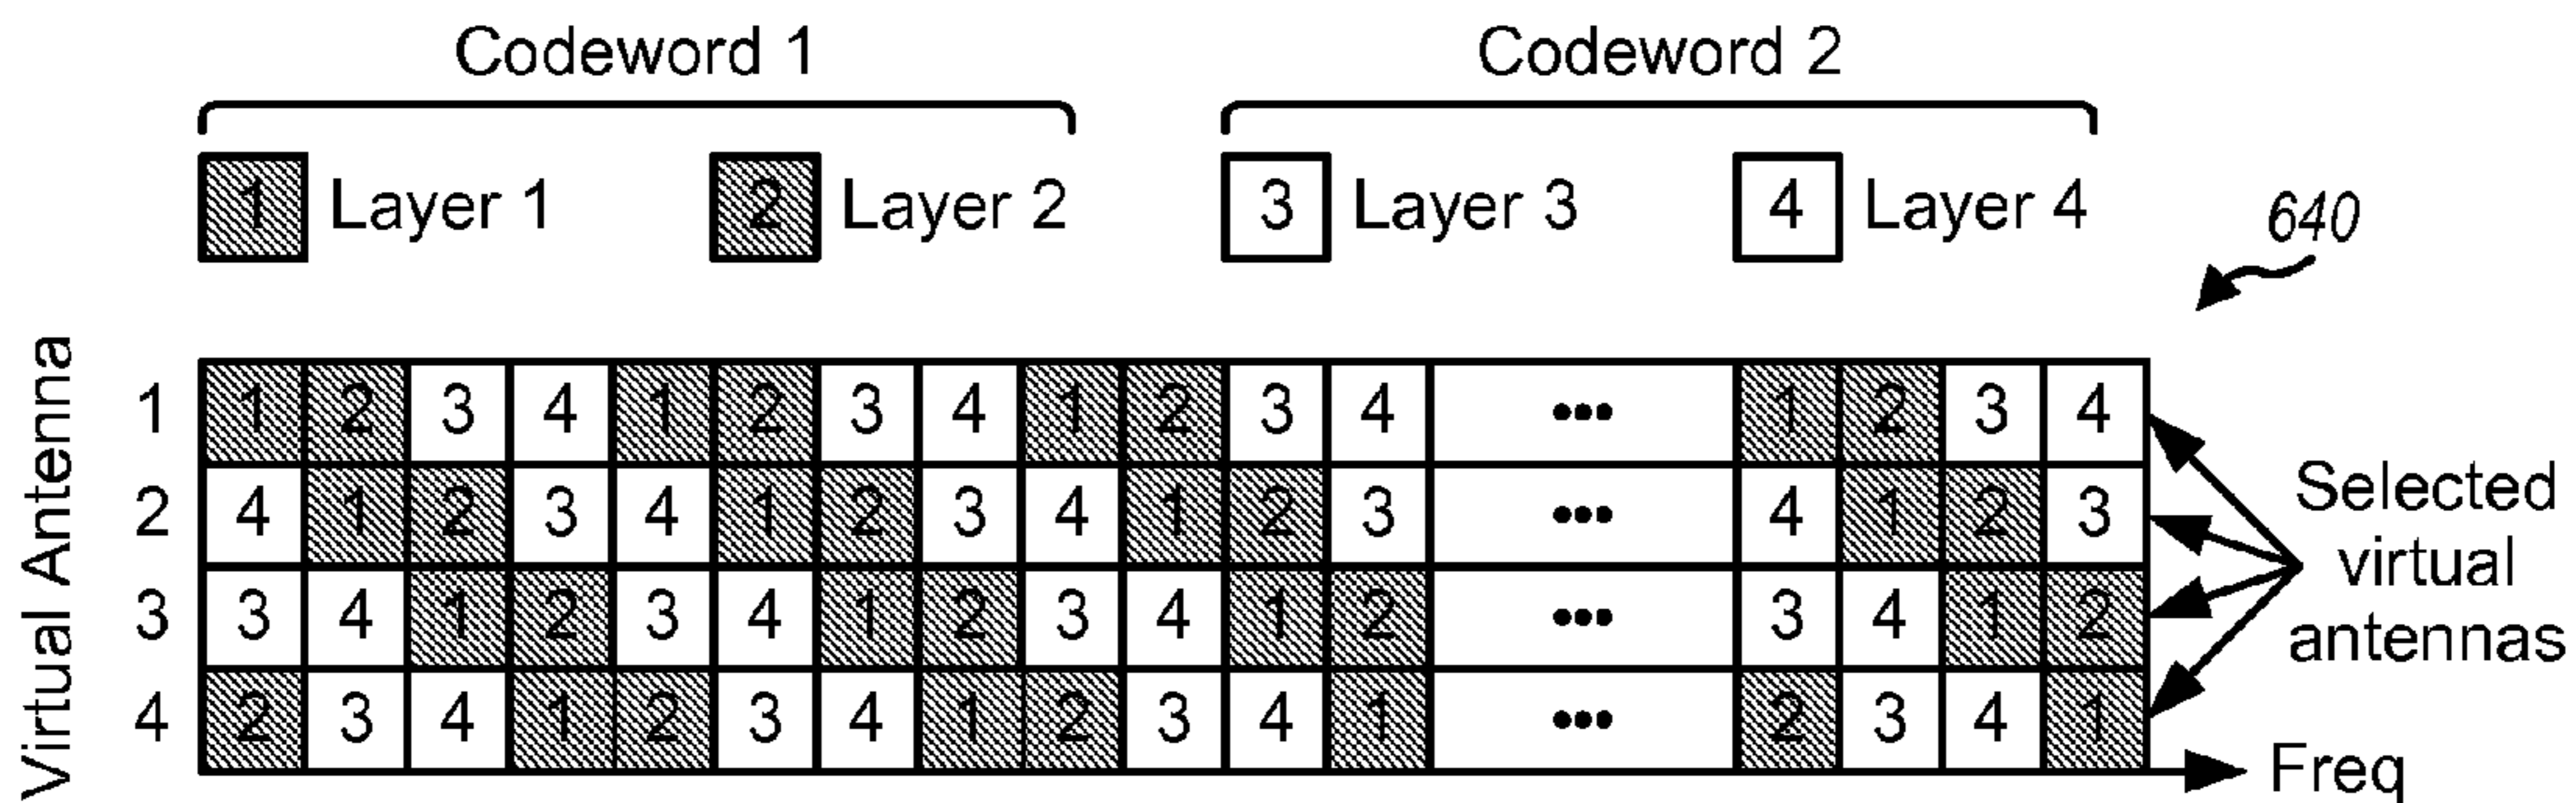 Codeword 1 Codeword 2
1 Layer 1 2 Layer 2 3 Layer 3 4 Layer 4
640
Virtual Antenna
1 1 2 3 4 1 2 3 4 1 2 3 4 ••• 1 2 3 4
2 4 1 2 3 4 1 2 3 4 1 2 3 ••• 4 1 2 3
3 3 4 1 2 3 4 1 2 3 4 1 2 ••• 3 4 1 2
4 2 3 4 1 2 3 4 1 2 3 4 1 ••• 2 3 4 1
Selected
virtual
antennas
Freq